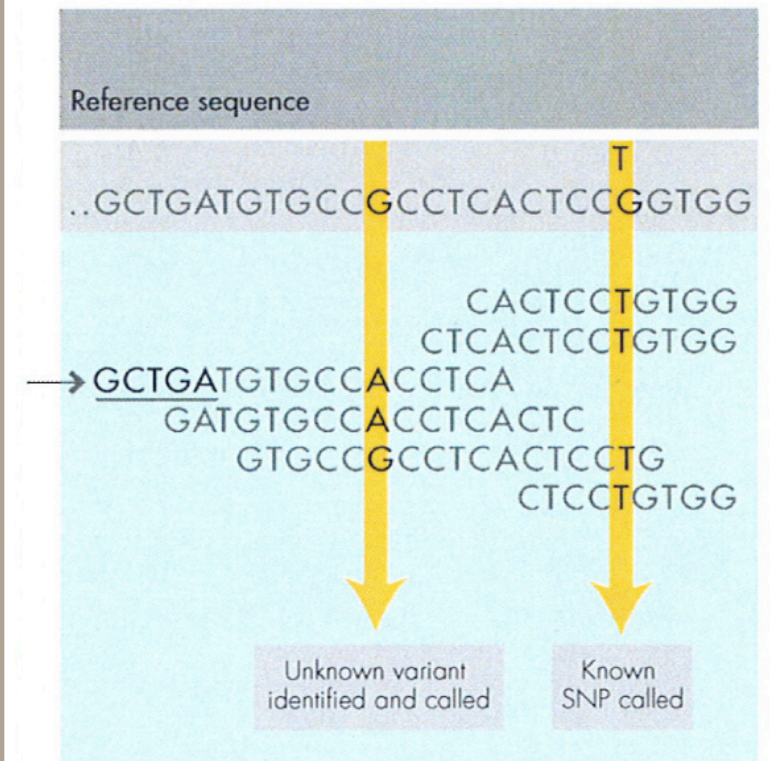 Reference sequence
T
..GCTGATGTGCCGCCTCACTCCGGTGG
CACTCCTGTGG
CTCACTCCTGTGG
GCTGATGTGCCACCTCA
GATGTGCCACCTCACTC
GTGCCGCCTCACTCCTG
CTCCTGTGG
Unknown variant
identified and called
Known
SNP called